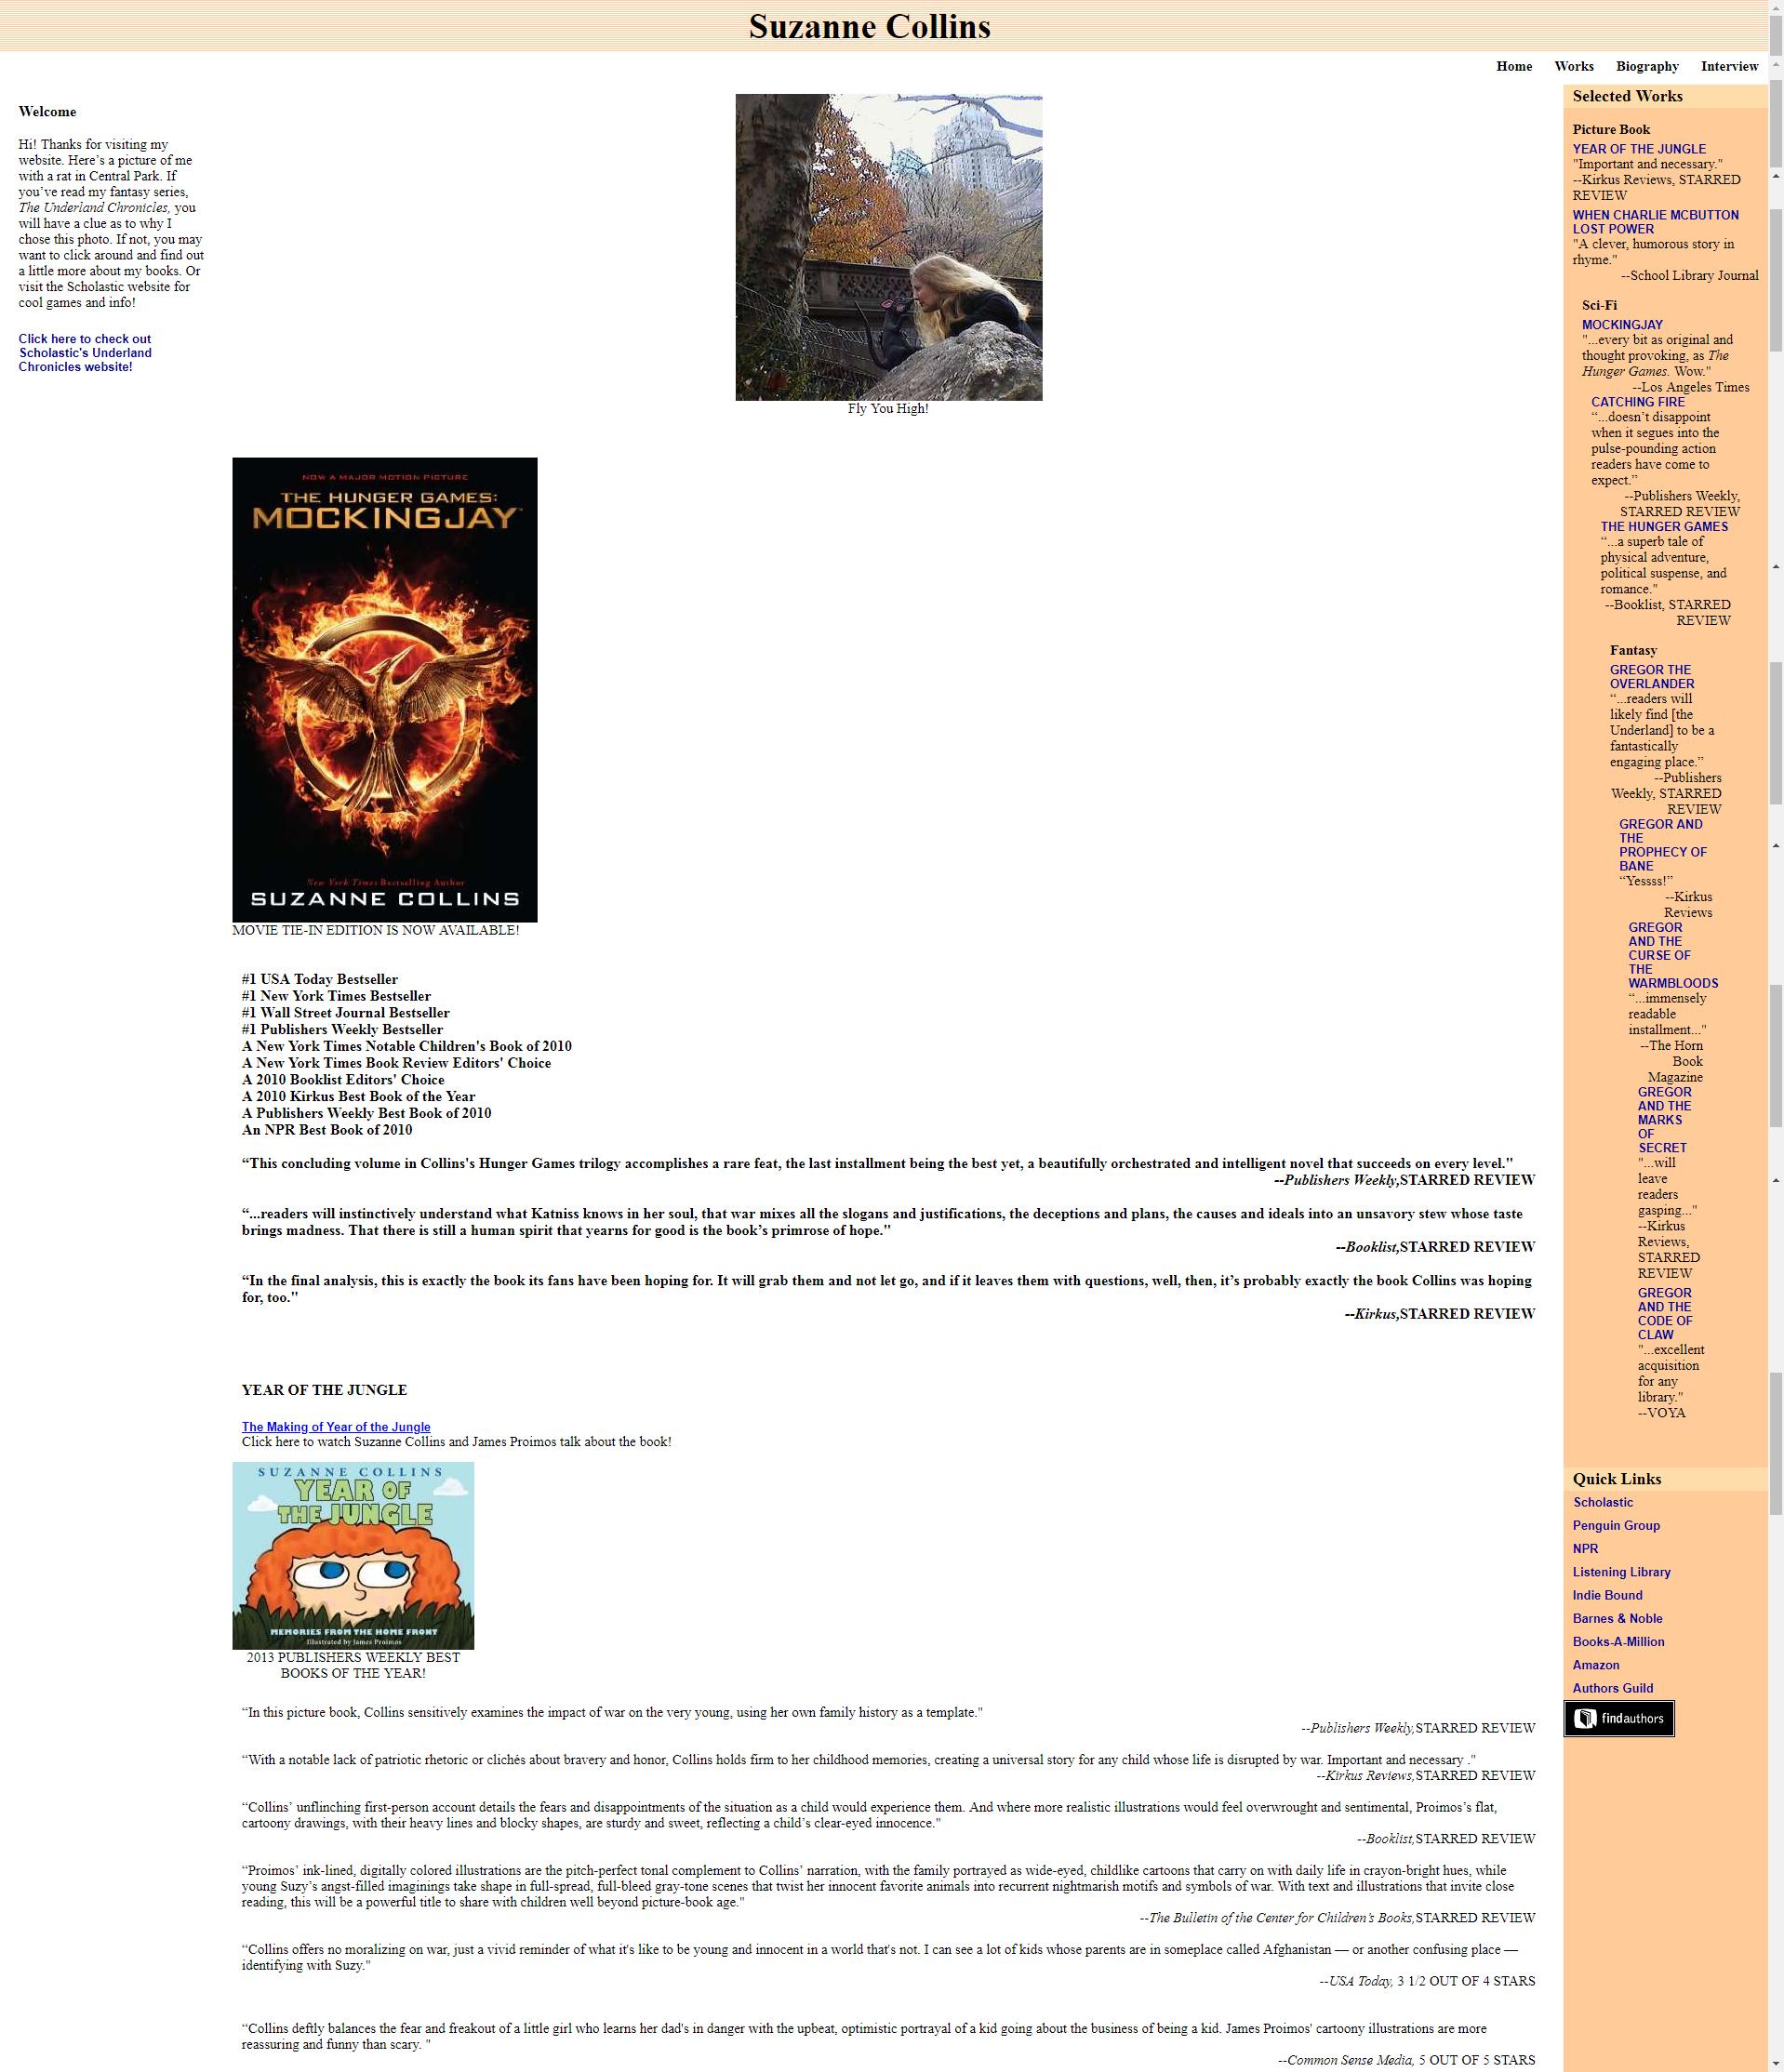 Suzanne Collins
Home
Works
Biography
Interview
Welcome
Hi! Thanks for visiting my
website. Here’s a picture of me
with a rat in Central Park. If
you’ve read my fantasy series,
The Underland Chronicles, you
will have a clue as to why I
chose this photo. If not, you may
want to click around and find out
a little more about my books. Or
visit the Scholastic website for
cool games and info!
Click here to check out
Scholastic's Underland
Chronicles website!
Fly You High!
NOW A MAJOR MOTION PICTURE
THE HUNGER GAMES:
MOCKINGJAY
New York Times Bestselling Author
SUZANNE COLLINS
MOVIE TIE-IN EDITION IS NOW AVAILABLE!
#1 USA Today Bestseller
#1 New York Times Bestseller
#1 Wall Street Journal Bestseller
#1 Publishers Weekly Bestseller
A New York Times Notable Children's Book of 2010
A New York Times Book Review Editors' Choice
A 2010 Booklist Editors' Choice
A 2010 Kirkus Best Book of the Year
A Publishers Weekly Best Book of 2010
An NPR Best Book of 2010
“This concluding volume in Collins's Hunger Games trilogy accomplishes a rare feat, the last installment being the best yet, a beautifully orchestrated and intelligent novel that succeeds on every level."
--Publishers Weekly,STARRED REVIEW
“...readers will instinctively understand what Katniss knows in her soul, that war mixes all the slogans and justifications, the deceptions and plans, the causes and ideals into an unsavory stew whose taste
brings madness. That there is still a human spirit that yearns for good is the book’s primrose of hope."
--Booklist,STARRED REVIEW
“In the final analysis, this is exactly the book its fans have been hoping for. It will grab them and not let go, and if it leaves them with questions, well, then, it’s probably exactly the book Collins was hoping
for, too."
--Kirkus,STARRED REVIEW
YEAR OF THE JUNGLE
The Making of Year of the Jungle
Click here to watch Suzanne Collins and James Proimos talk about the book!
SUZANNE COLLINS
YEAR OF
THE JUNGLE
MEMORIES FROM THE HOME FRONT
Illustrated by James Proimos
2013 PUBLISHERS WEEKLY BEST
BOOKS OF THE YEAR!
“In this picture book, Collins sensitively examines the impact of war on the very young, using her own family history as a template."
--Publishers Weekly,STARRED REVIEW
“With a notable lack of patriotic rhetoric or clichés about bravery and honor, Collins holds firm to her childhood memories, creating a universal story for any child whose life is disrupted by war. Important and necessary ."
--Kirkus Reviews,STARRED REVIEW
“Collins’ unflinching first-person account details the fears and disappointments of the situation as a child would experience them. And where more realistic illustrations would feel overwrought and sentimental, Proimos’s flat,
cartoony drawings, with their heavy lines and blocky shapes, are sturdy and sweet, reflecting a child’s clear-eyed innocence."
--Booklist,STARRED REVIEW
“Proimos’ ink-lined, digitally colored illustrations are the pitch-perfect tonal complement to Collins’ narration, with the family portrayed as wide-eyed, childlike cartoons that carry on with daily life in crayon-bright hues, while
young Suzy’s angst-filled imaginings take shape in full-spread, full-bleed gray-tone scenes that twist her innocent favorite animals into recurrent nightmarish motifs and symbols of war. With text and illustrations that invite close
reading, this will be a powerful title to share with children well beyond picture-book age."
--The Bulletin of the Center for Children’s Books,STARRED REVIEW
“Collins offers no moralizing on war, just a vivid reminder of what it's like to be young and innocent in a world that's not. I can see a lot of kids whose parents are in someplace called Afghanistan — or another confusing place —
identifying with Suzy."
--USA Today, 3 1/2 OUT OF 4 STARS
“Collins deftly balances the fear and freakout of a little girl who learns her dad's in danger with the upbeat, optimistic portrayal of a kid going about the business of being a kid. James Proimos' cartoony illustrations are more
reassuring and funny than scary. "
--Common Sense Media, 5 OUT OF 5 STARS
Selected Works
Picture Book
YEAR OF THE JUNGLE
"Important and necessary."
--Kirkus Reviews, STARRED
REVIEW
WHEN CHARLIE MCBUTTON
LOST POWER
"A clever, humorous story in
rhyme."
--School Library Journal
Sci-Fi
MOCKINGJAY
"...every bit as original and
thought provoking, as The
Hunger Games. Wow."
--Los Angeles Times
CATCHING FIRE
“...doesn’t disappoint
when it segues into the
pulse-pounding action
readers have come to
expect.”
--Publishers Weekly,
STARRED REVIEW
THE HUNGER GAMES
“...a superb tale of
physical adventure,
political suspense, and
romance."
--Booklist, STARRED
REVIEW
Fantasy
GREGOR THE
OVERLANDER
“...readers will
likely find [the
Underland] to be a
fantastically
engaging place.”
--Publishers
Weekly, STARRED
REVIEW
GREGOR AND
THE
PROPHECY OF
BANE
“Yessss!”
--Kirkus
Reviews
GREGOR
AND THE
CURSE OF
THE
WARMBLOODS
“...immensely
readable
installment..."
--The Horn
Book
Magazine
GREGOR
AND THE
MARKS
OF
SECRET
"...will
leave
readers
gasping..."
--Kirkus
Reviews,
STARRED
REVIEW
GREGOR
AND THE
CODE OF
CLAW
"...excellent
acquisition
for any
library."
--VOYA
Quick Links
Scholastic
Penguin Group
NPR
Listening Library
Indie Bound
Barnes & Noble
Books-A-Million
Amazon
Authors Guild
findauthors